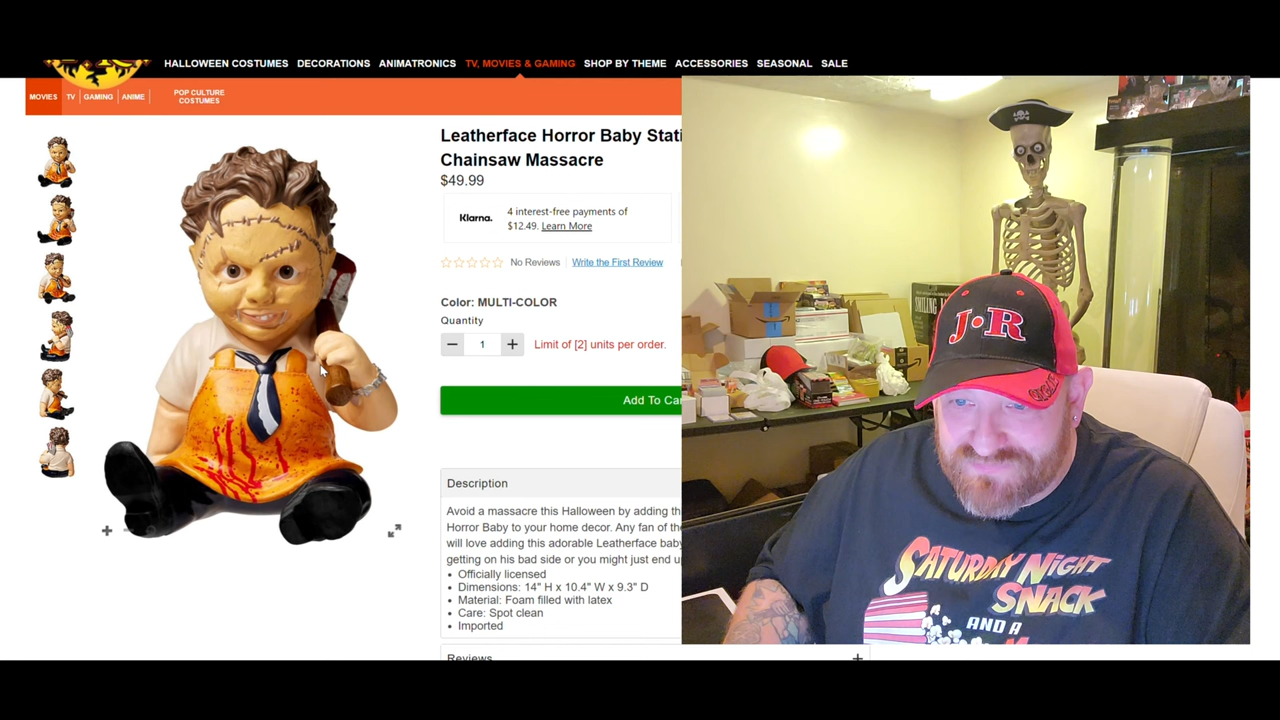 HALLOWEEN COSTUMES DECORATIONS ANIMATRONICS TV, MOVIES & GAMING SHOP BY THEME ACCESSORIES SEASONAL SALE
MOVIES TV GAMING ANIME POP CULTURE
COSTUMES
Leatherface Horror Baby Stati
Chainsaw Massacre
$49.99
Klarna. 4 interest-free payments of
$12.49. Learn More
No Reviews Write the First Review
Color: MULTI-COLOR
Quantity
1 Limit of [2] units per order.
Add To Car
Description
Avoid a massacre this Halloween by adding th
Horror Baby to your home decor. Any fan of the
will love adding this adorable Leatherface baby
getting on his bad side or you might just end u
• Officially licensed
• Dimensions: 14" H x 10.4" W x 9.3" D
• Material: Foam filled with latex
• Care: Spot clean
• Imported
Reviews
SMILING
J·R
SATURDAY NIGHT
SNACK
AND A